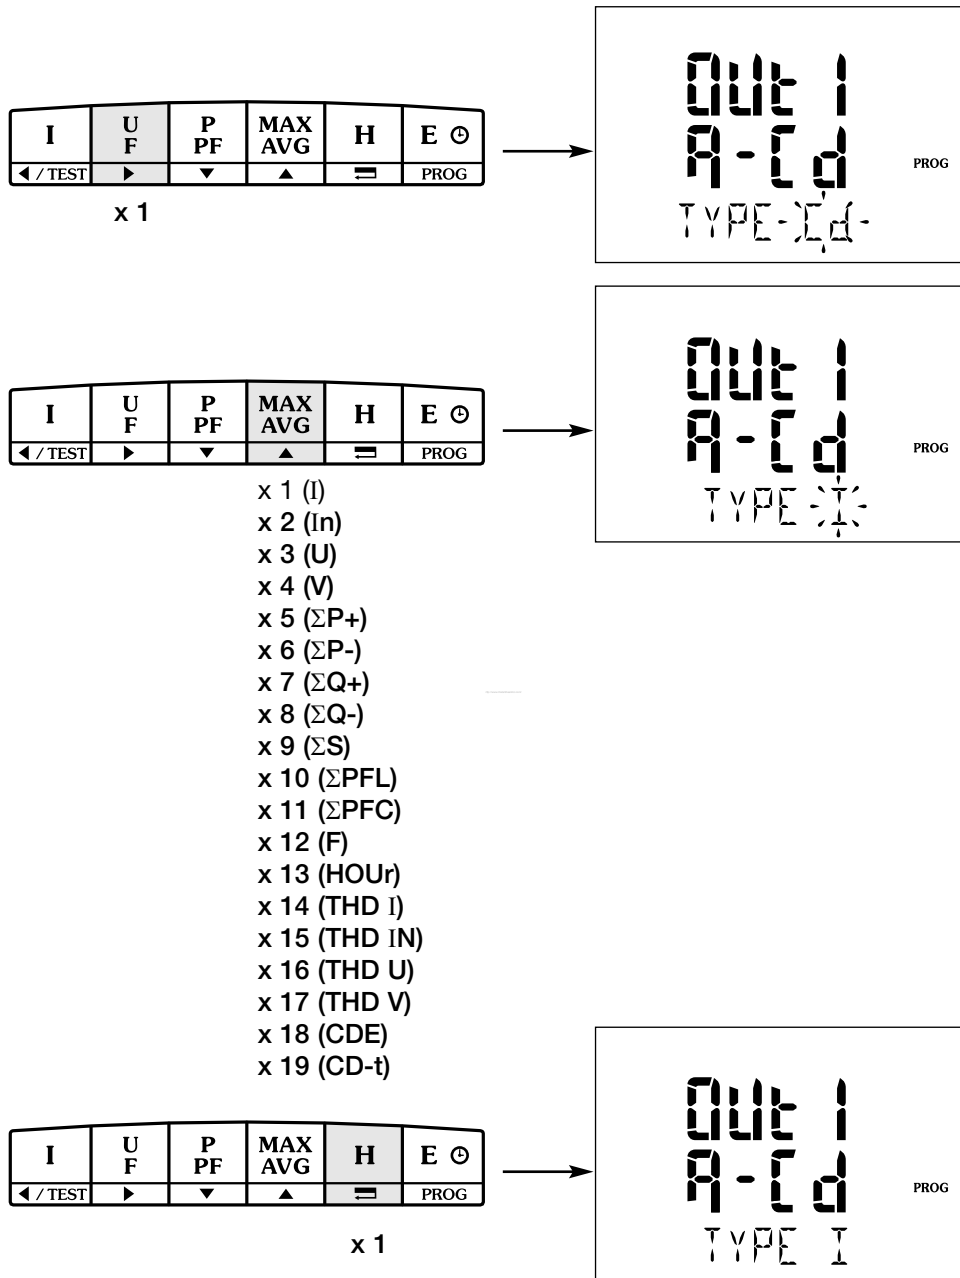 I U F P PF MAX AVG H E
/ TEST PROG
x 1
OUt 1
A-Cd
PROG
TYPE Cd
I U F P PF MAX AVG H E
/ TEST PROG
OUt 1
A-Cd
PROG
TYPE I
x 1 (I)
x 2 (In)
x 3 (U)
x 4 (V)
x 5 (ΣP+)
x 6 (ΣP-)
x 7 (ΣQ+)
x 8 (ΣQ-)
x 9 (ΣS)
x 10 (ΣPFL)
x 11 (ΣPFC)
x 12 (F)
x 13 (HOUr)
x 14 (THD I)
x 15 (THD IN)
x 16 (THD U)
x 17 (THD V)
x 18 (CDE)
x 19 (CD-t)
I U F P PF MAX AVG H E
/ TEST PROG
x 1
OUt 1
A-Cd
PROG
TYPE I